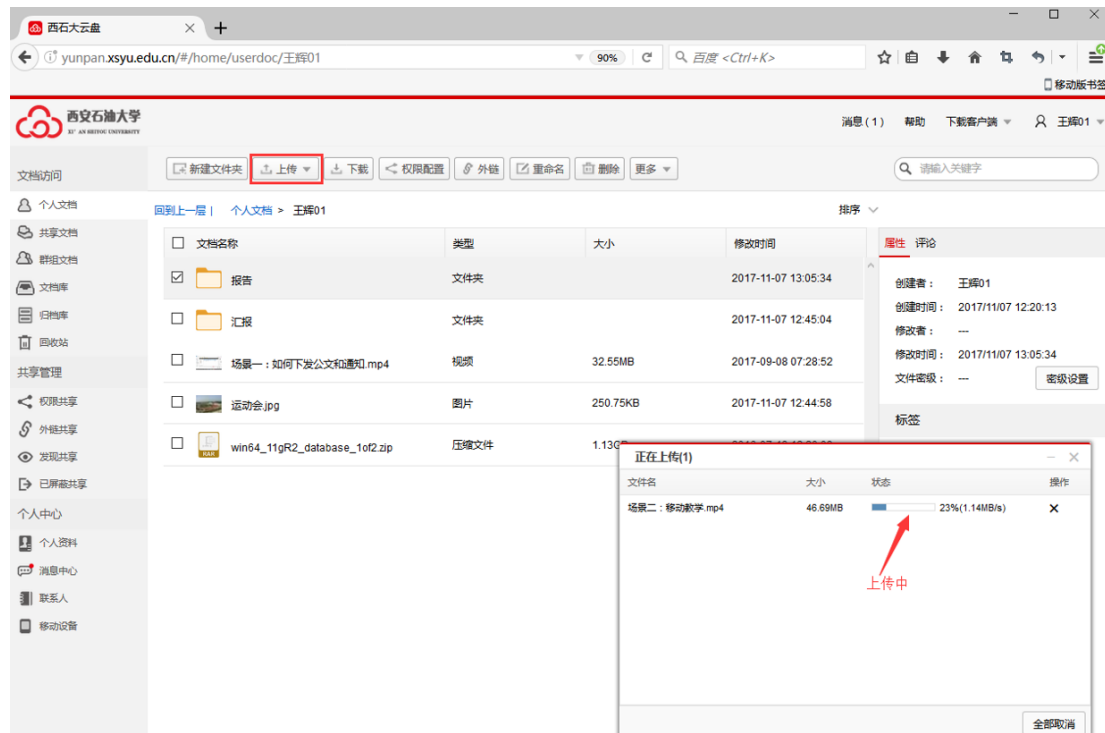 西石大云盘
yunpan.xsyu.edu.cn/#/home/userdoc/王辉01 90% 百度 <Ctrl+K>
移动版书签
西安石油大学
XI'AN SHIYOU UNIVERSITY
消息(1) 帮助 下载客户端 王辉01
新建文件夹 上传 下载 权限配置 外链 重命名 删除 更多 请输入关键字
文档访问
个人文档
共享文档
群组文档
文档库
归档库
回收站
共享管理
权限共享
外链共享
发现共享
已屏蔽共享
个人中心
个人资料
消息中心
联系人
移动设备
回到上一层 | 个人文档 > 王辉01 排序
文档名称 类型 大小 修改时间
报告 文件夹 2017-11-07 13:05:34
汇报 文件夹 2017-11-07 12:45:04
场景一:如何下发公文和通知.mp4 视频 32.55MB 2017-09-08 07:28:52
运动会.jpg 图片 250.75KB 2017-11-07 12:44:58
RAR win64_11gR2_database_1of2.zip 压缩文件
属性 评论
创建者: 王辉01
创建时间: 2017/11/07 12:20:13
修改者: ---
修改时间: 2017/11/07 13:05:34
文件密级: --- 密级设置
标签
正在上传(1)
文件名 大小 状态 操作
场景二:移动教学.mp4 46.69MB 23%(1.14MB/s)
上传中
全部取消